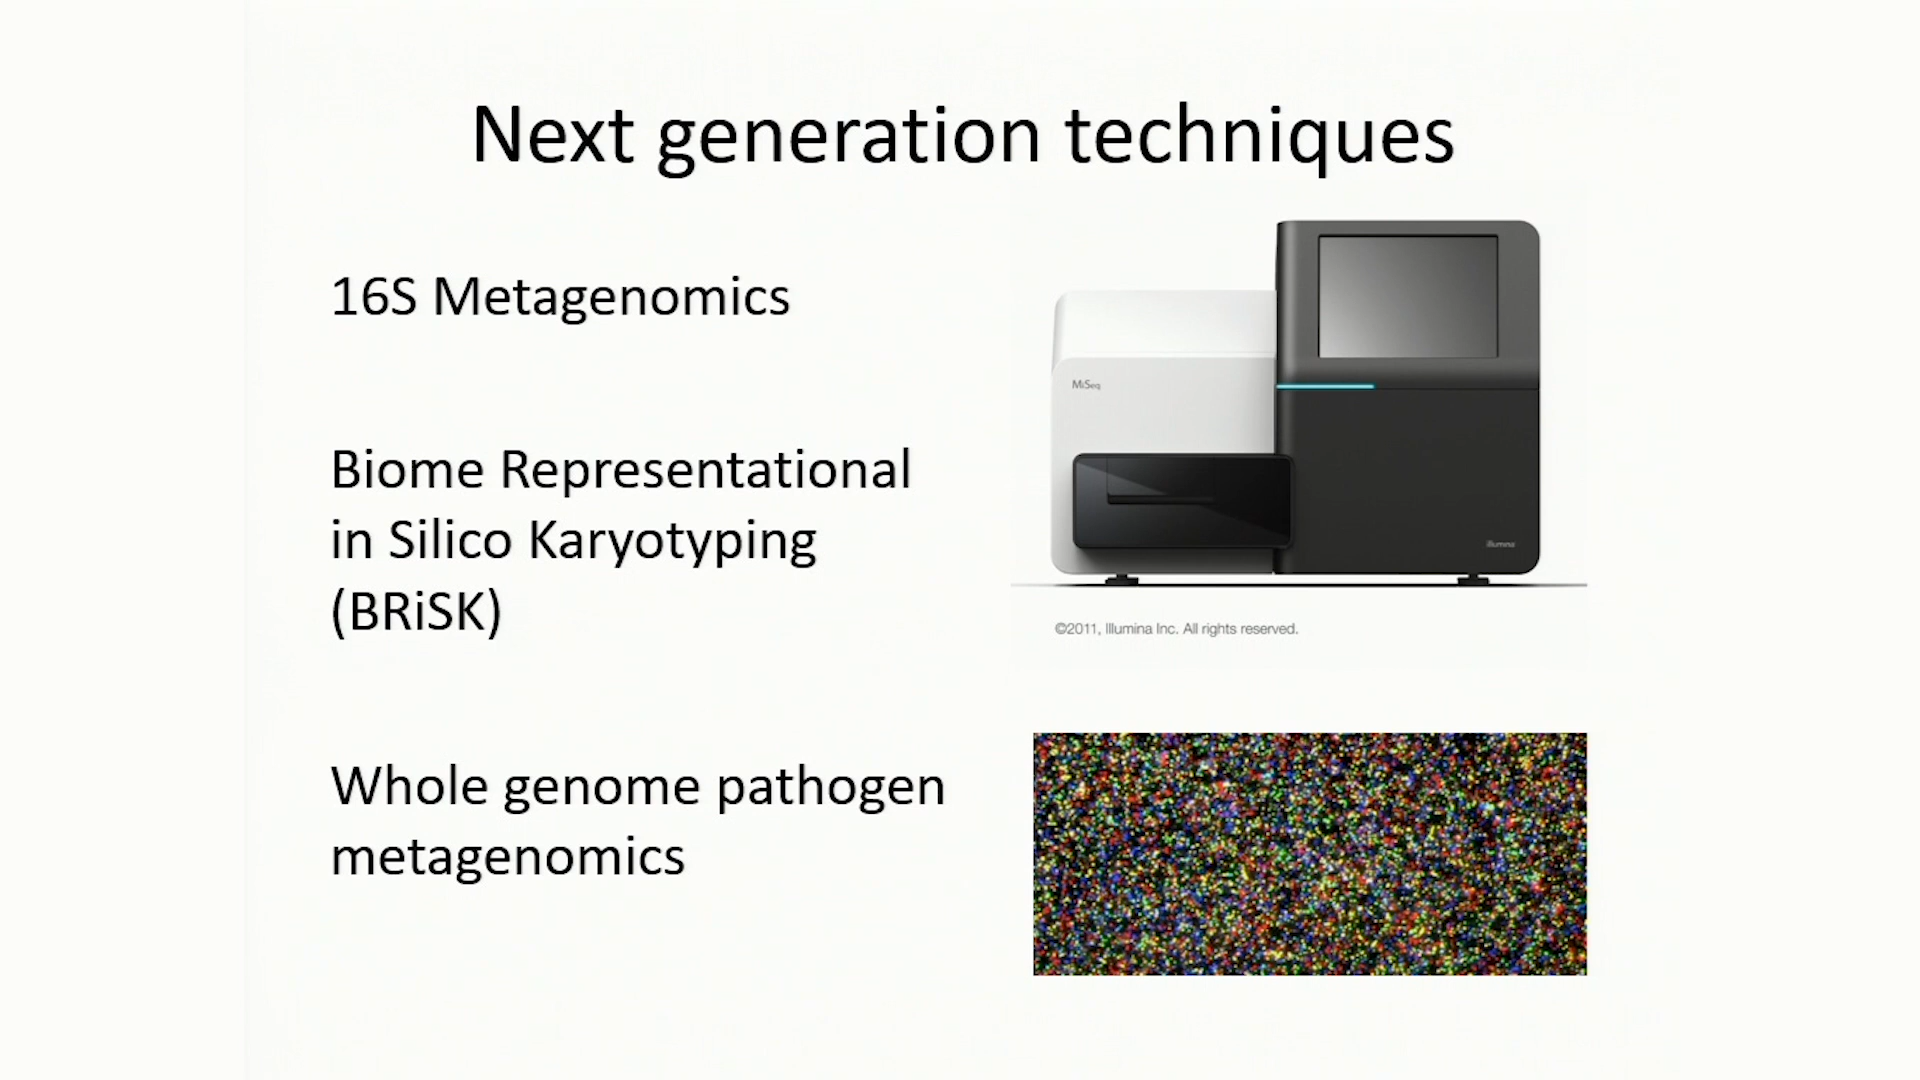 Next generation techniques
16S Metagenomics
Biome Representational
in Silico Karyotyping
(BRiSK)
Whole genome pathogen
metagenomics
MiSeq
illumina
©2011, Illumina Inc. All rights reserved.